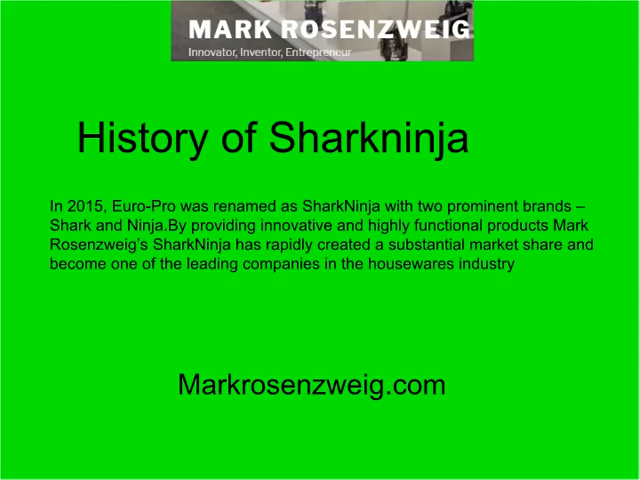 MARK ROSENZWEIG
Innovator, Inventor, Entrepreneur
History of Sharkninja
In 2015, Euro-Pro was renamed as SharkNinja with two prominent brands –
Shark and Ninja.By providing innovative and highly functional products Mark
Rosenzweig’s SharkNinja has rapidly created a substantial market share and
become one of the leading companies in the housewares industry
Markrosenzweig.com